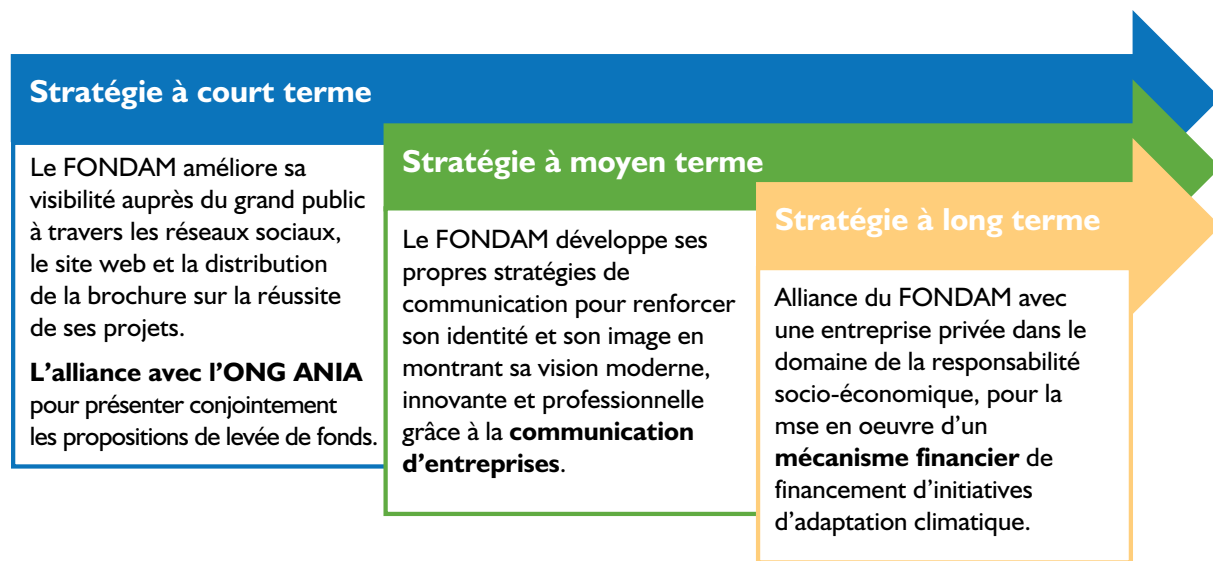 Stratégie à court terme
Le FONDAM améliore sa
visibilité auprès du grand public
à travers les réseaux sociaux,
le site web et la distribution
de la brochure sur la réussite
de ses projets.
L’alliance avec l’ONG ANIA
pour présenter conjointement
les propositions de levée de fonds.
Stratégie à moyen terme
Le FONDAM développe ses
propres stratégies de
communication pour renforcer
son identité et son image en
montrant sa vision moderne,
innovante et professionnelle
grâce à la communication
d’entreprises.
Stratégie à long terme
Alliance du FONDAM avec
une entreprise privée dans le
domaine de la responsabilité
socio-économique, pour la
mse en oeuvre d’un
mécanisme financier de
financement d’initiatives
d’adaptation climatique.